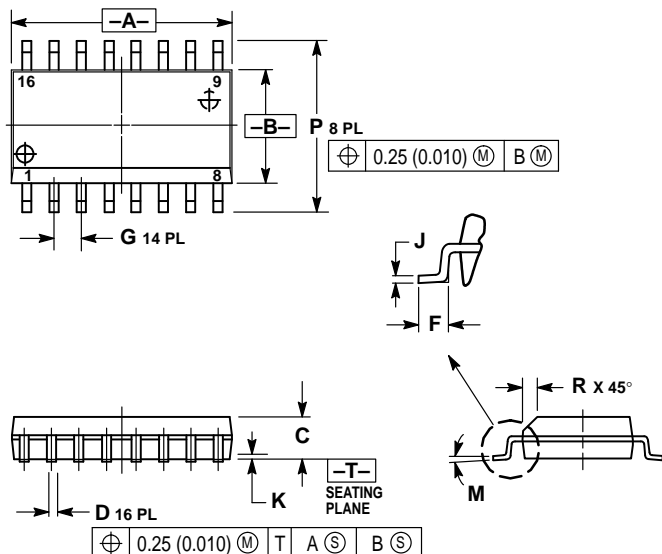 –A–
16 9
–B–
P 8 PL
⌖ 0.25 (0.010) Ⓜ B Ⓜ
1 8
G 14 PL
J
F
R X 45°
C
–T–
SEATING
PLANE
K
M
D 16 PL
⌖ 0.25 (0.010) Ⓜ T A Ⓢ B Ⓢ